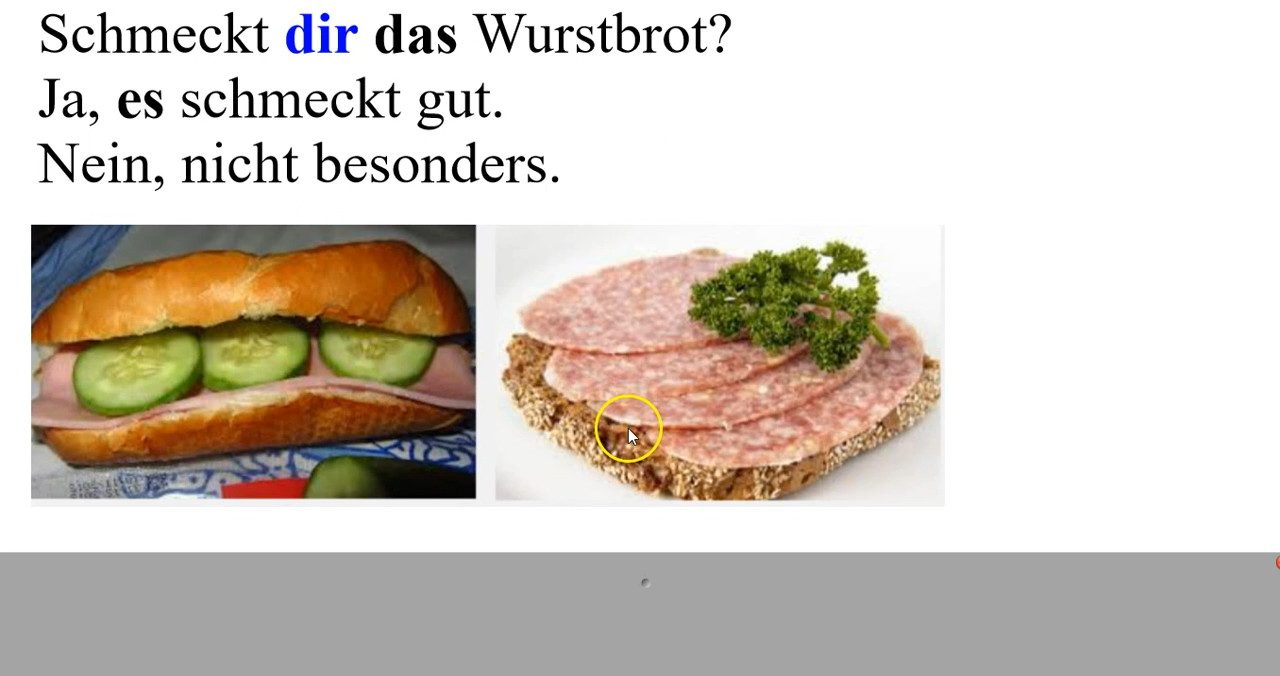 Schmeckt dir das Wurstbrot?
Ja, es schmeckt gut.
Nein, nicht besonders.